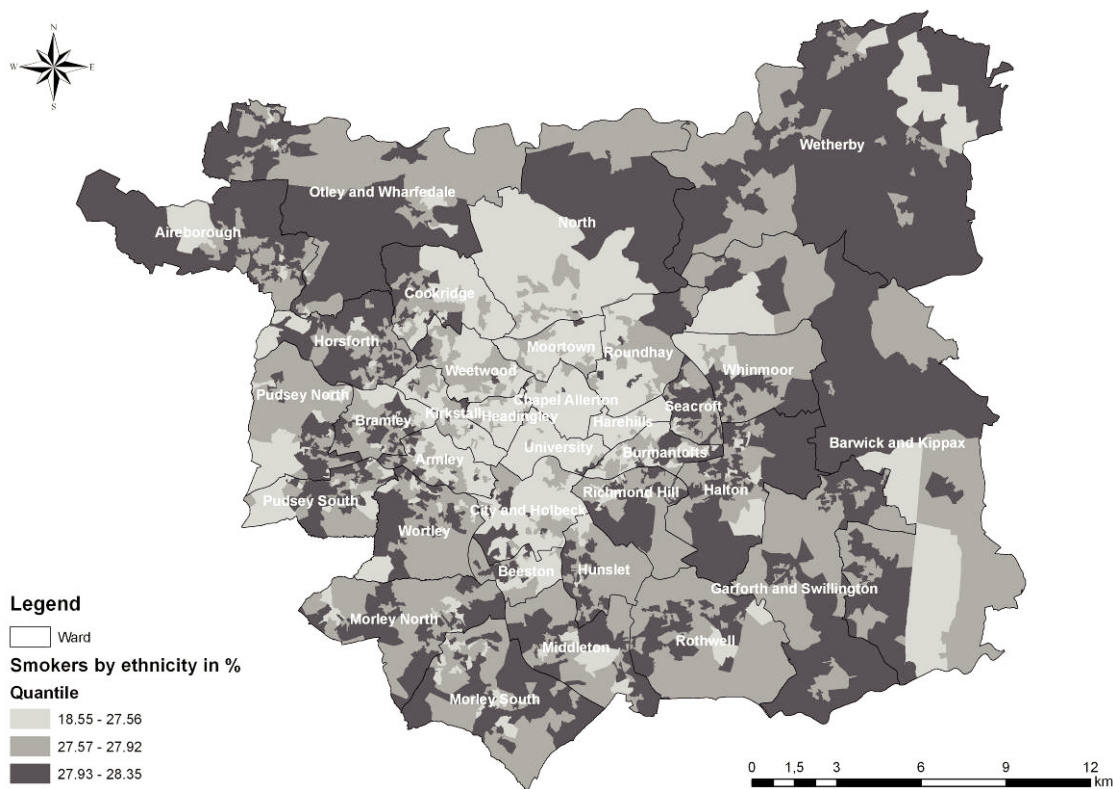 N
W E
S
Wetherby
Otley and Wharfedale
North
Aireborough
Cookridge
Horsforth
Moortown
Roundhay
Weetwood
Whinmoor
Pudsey North
Chapel Allerton
Seacroft
Bramley
Kirkstall
Headingley
Harehills
Barwick and Kippax
University
Burmantofts
Armley
Richmond Hill
Halton
Pudsey South
City and Holbeck
Wortley
Beeston
Hunslet
Garforth and Swillington
Morley North
Middleton
Rothwell
Morley South
Legend
Ward
Smokers by ethnicity in %
Quantile
18.55 - 27.56
27.57 - 27.92
27.93 - 28.35
0 1,5 3 6 9 12
km